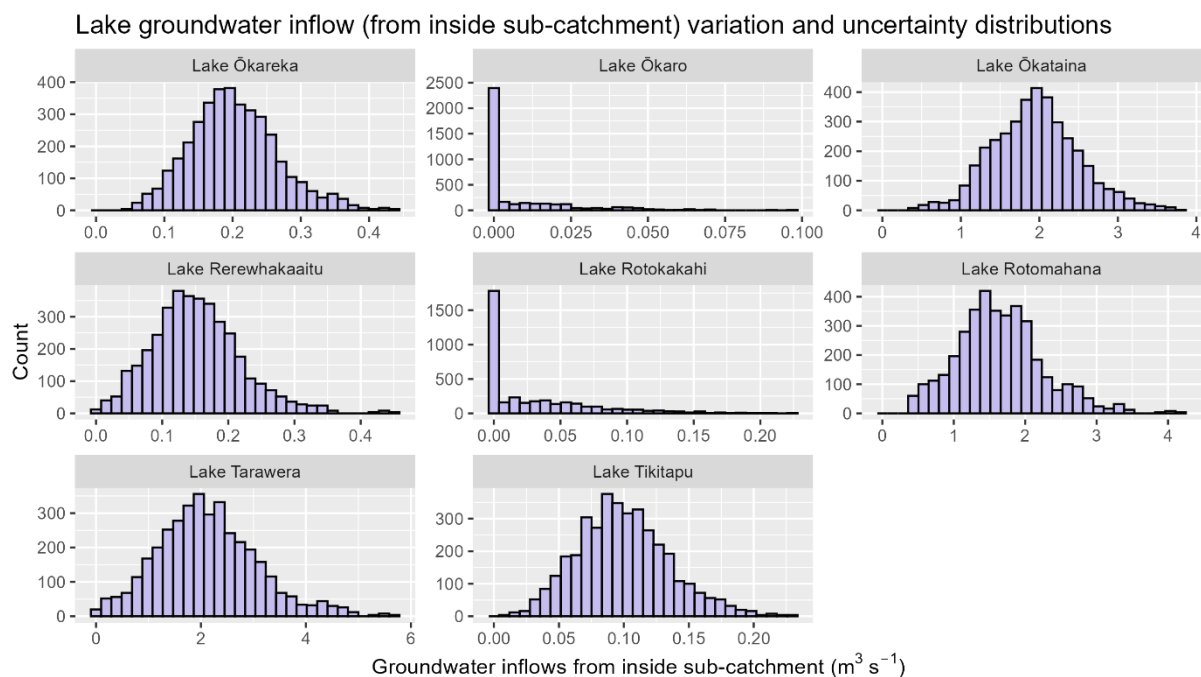 Lake groundwater inflow (from inside sub-catchment) variation and uncertainty distributions
Lake Ōkareka
Lake Ōkaro
Lake Ōkataina
400
300
200
100
0
0.0 0.1 0.2 0.3 0.4
2500
2000
1500
1000
500
0
0.000 0.025 0.050 0.075 0.100
400
300
200
100
0
0 1 2 3 4
Lake Rerewhakaaitu
Lake Rotokakahi
Lake Rotomahana
Count
300
200
100
0
0.0 0.1 0.2 0.3 0.4
1500
1000
500
0
0.00 0.05 0.10 0.15 0.20
400
300
200
100
0
0 1 2 3 4
Lake Tarawera
Lake Tikitapu
300
200
100
0
0 2 4 6
300
200
100
0
0.00 0.05 0.10 0.15 0.20
Groundwater inflows from inside sub-catchment (m³ s⁻¹)